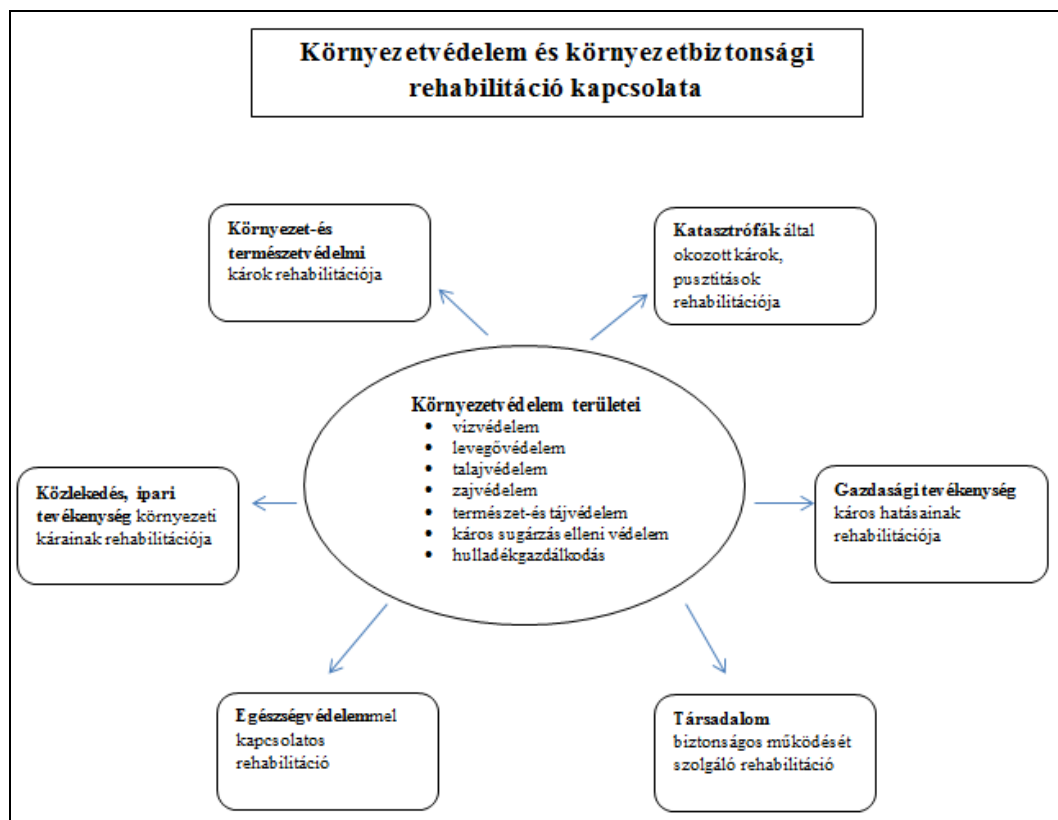 Környezetvédelem és környezetbiztonsági
rehabilitáció kapcsolata
Környezet-és
természetvédelmi
károk rehabilitációja
Katasztrófák által
okozott károk,
pusztítások
rehabilitációja
Környezetvédelem területei
• vízvédelem
• levegővédelem
• talajvédelem
• zajvédelem
• természet-és tájvédelem
• káros sugárzás elleni védelem
• hulladékgazdálkodás
Közlekedés, ipari
tevékenység környezeti
kárainak rehabilitációja
Gazdasági tevékenység
káros hatásainak
rehabilitációja
Egészségvédelemmel
kapcsolatos
rehabilitáció
Társadalom
biztonságos működését
szolgáló rehabilitáció